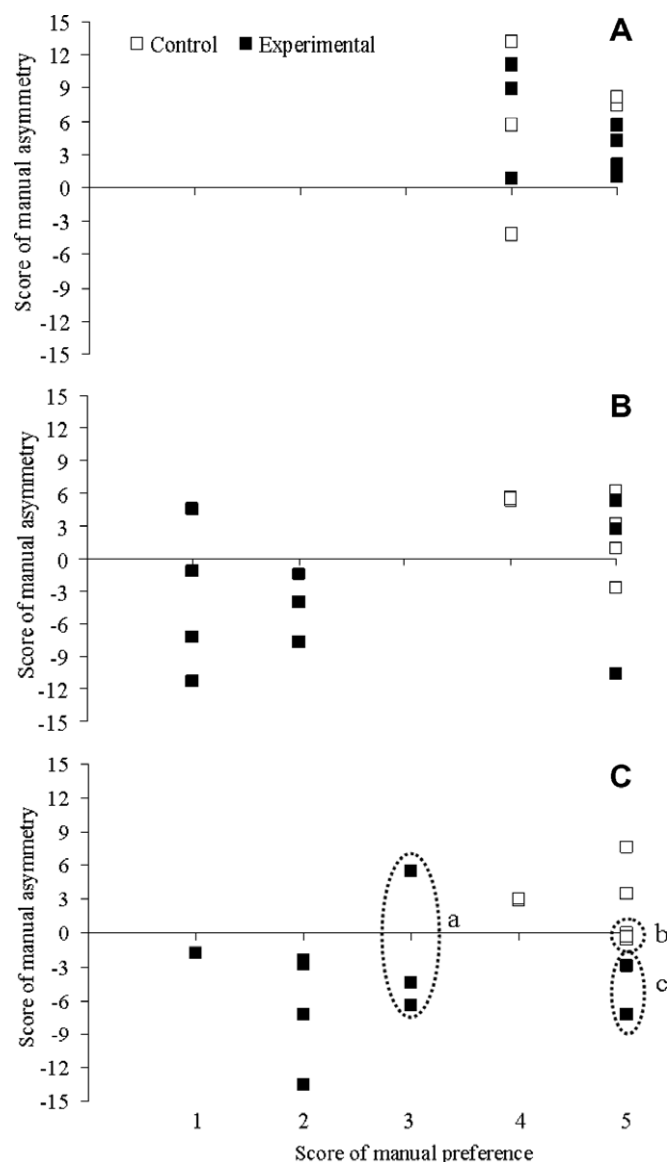 15
A
□ Control ■ Experimental
12
9
6
3
0
-3
-6
-9
-12
-15
Score of manual asymmetry
15
B
12
9
6
3
0
-3
-6
-9
-12
-15
Score of manual asymmetry
15
C
12
9
6
3
a
0
b
-3
c
-6
-9
-12
-15
Score of manual asymmetry
1 2 3 4 5
Score of manual preference